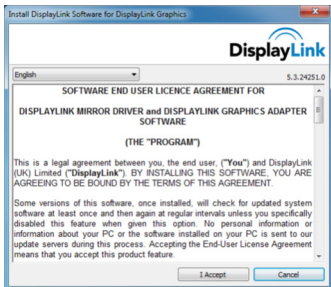 Install DisplayLink Software for DisplayLink Graphics
DisplayLink
English
5.3.24251.0
SOFTWARE END USER LICENCE AGREEMENT FOR
DISPLAYLINK MIRROR DRIVER and DISPLAYLINK GRAPHICS ADAPTER
SOFTWARE
(THE "PROGRAM")
This is a legal agreement between you, the end user, ("You") and DisplayLink
(UK) Limited ("DisplayLink"). BY INSTALLING THIS SOFTWARE, YOU ARE
AGREEING TO BE BOUND BY THE TERMS OF THIS AGREEMENT.
Some versions of this software, once installed, will check for updated system
software at least once and then again at regular intervals unless you specifically
disabled this feature when given this option. No personal information or
information about your PC or the software installed on your PC is sent to our
update servers during this process. Accepting the End-User License Agreement
means that you accept this product feature.
I Accept
Cancel